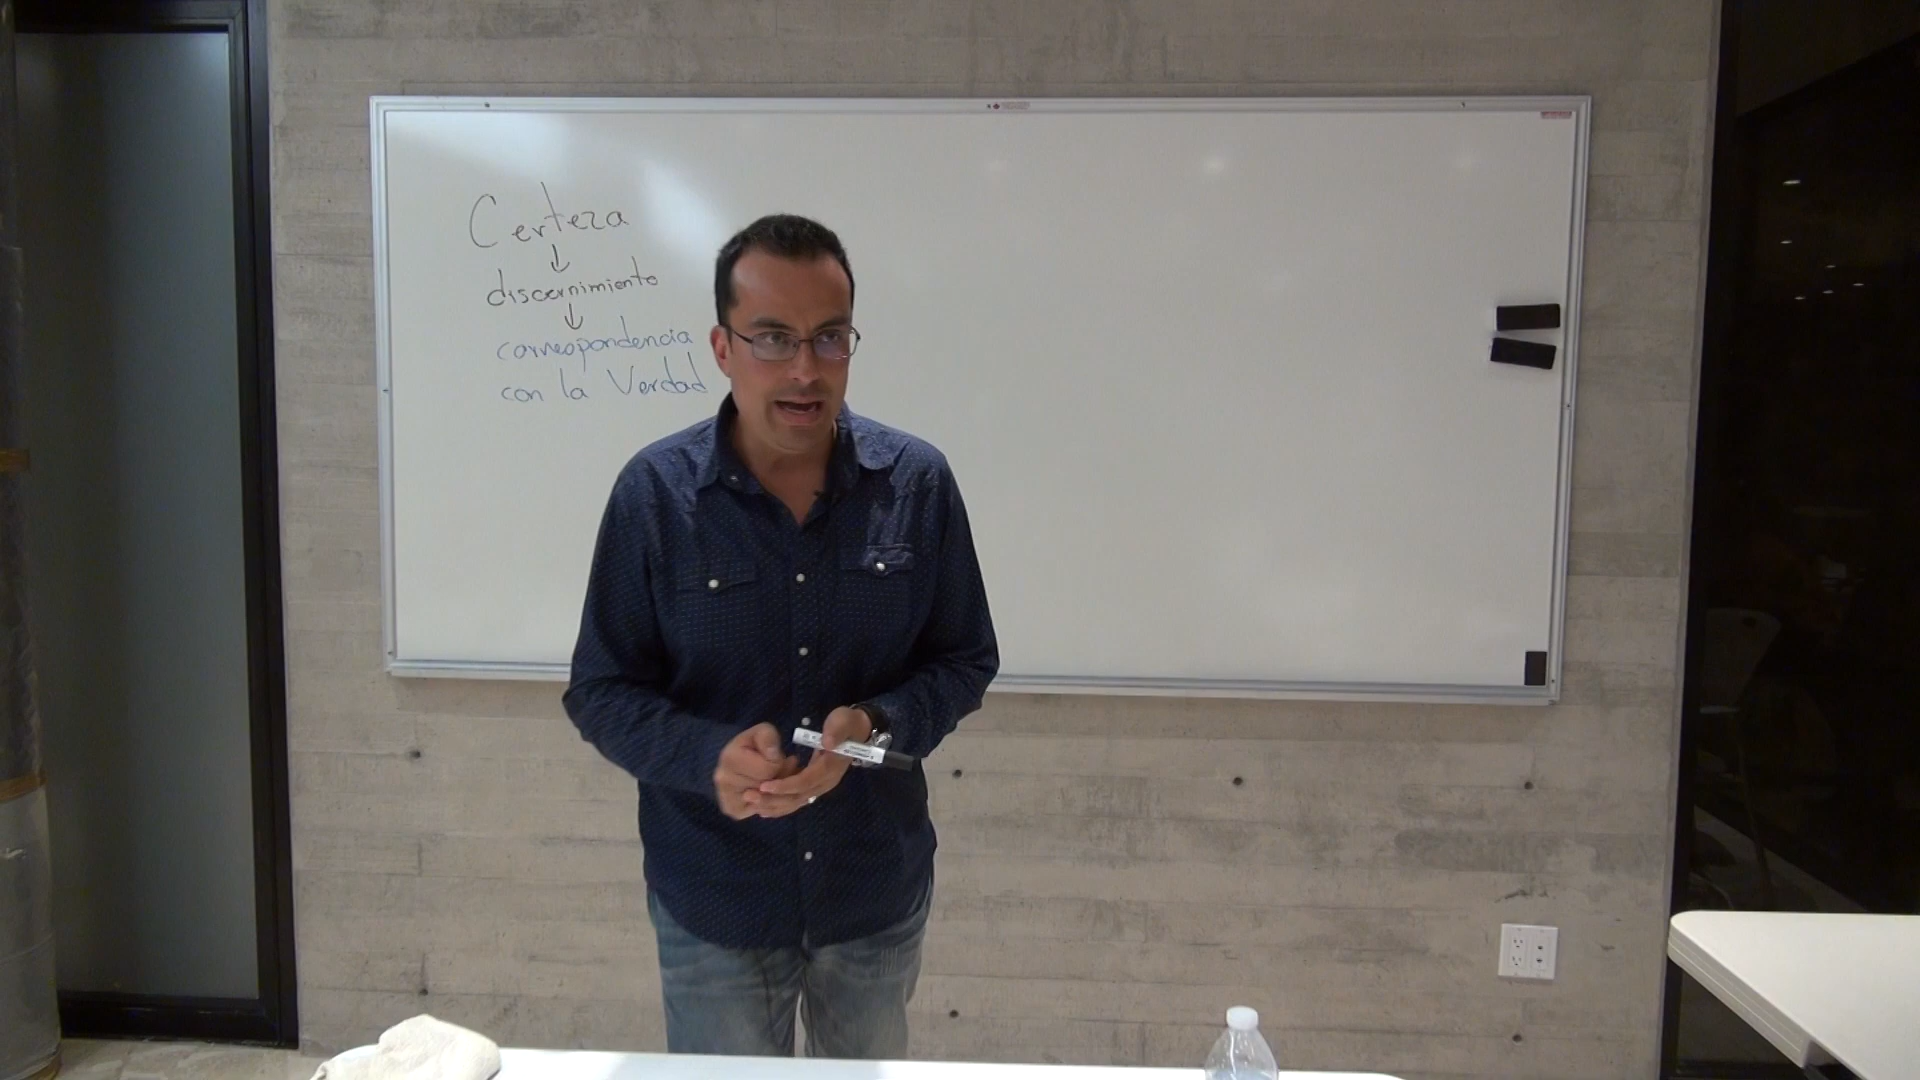 Certeza
↓
discernimiento
↓
correspondencia
con la Verdad